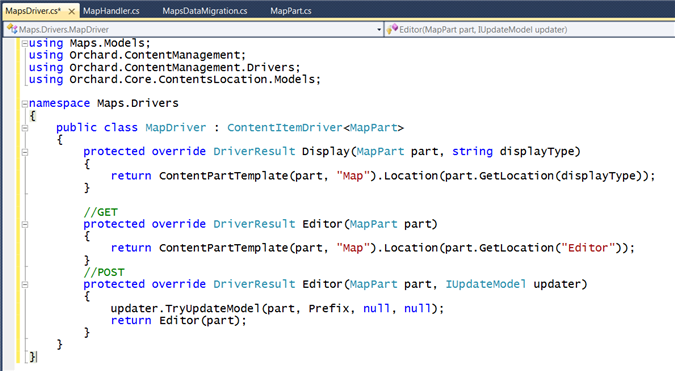 MapsDriver.cs* MapHandler.cs MapsDataMigration.cs MapPart.cs
Maps.Drivers.MapDriver Editor(MapPart part, IUpdateModel updater)
using Maps.Models;
using Orchard.ContentManagement;
using Orchard.ContentManagement.Drivers;
using Orchard.Core.ContentsLocation.Models;

namespace Maps.Drivers
{
    public class MapDriver : ContentItemDriver<MapPart>
    {
        protected override DriverResult Display(MapPart part, string displayType)
        {
            return ContentPartTemplate(part, "Map").Location(part.GetLocation(displayType));
        }

        //GET
        protected override DriverResult Editor(MapPart part)
        {
            return ContentPartTemplate(part, "Map").Location(part.GetLocation("Editor"));
        }
        //POST
        protected override DriverResult Editor(MapPart part, IUpdateModel updater)
        {
            updater.TryUpdateModel(part, Prefix, null, null);
            return Editor(part);
        }
    }
}